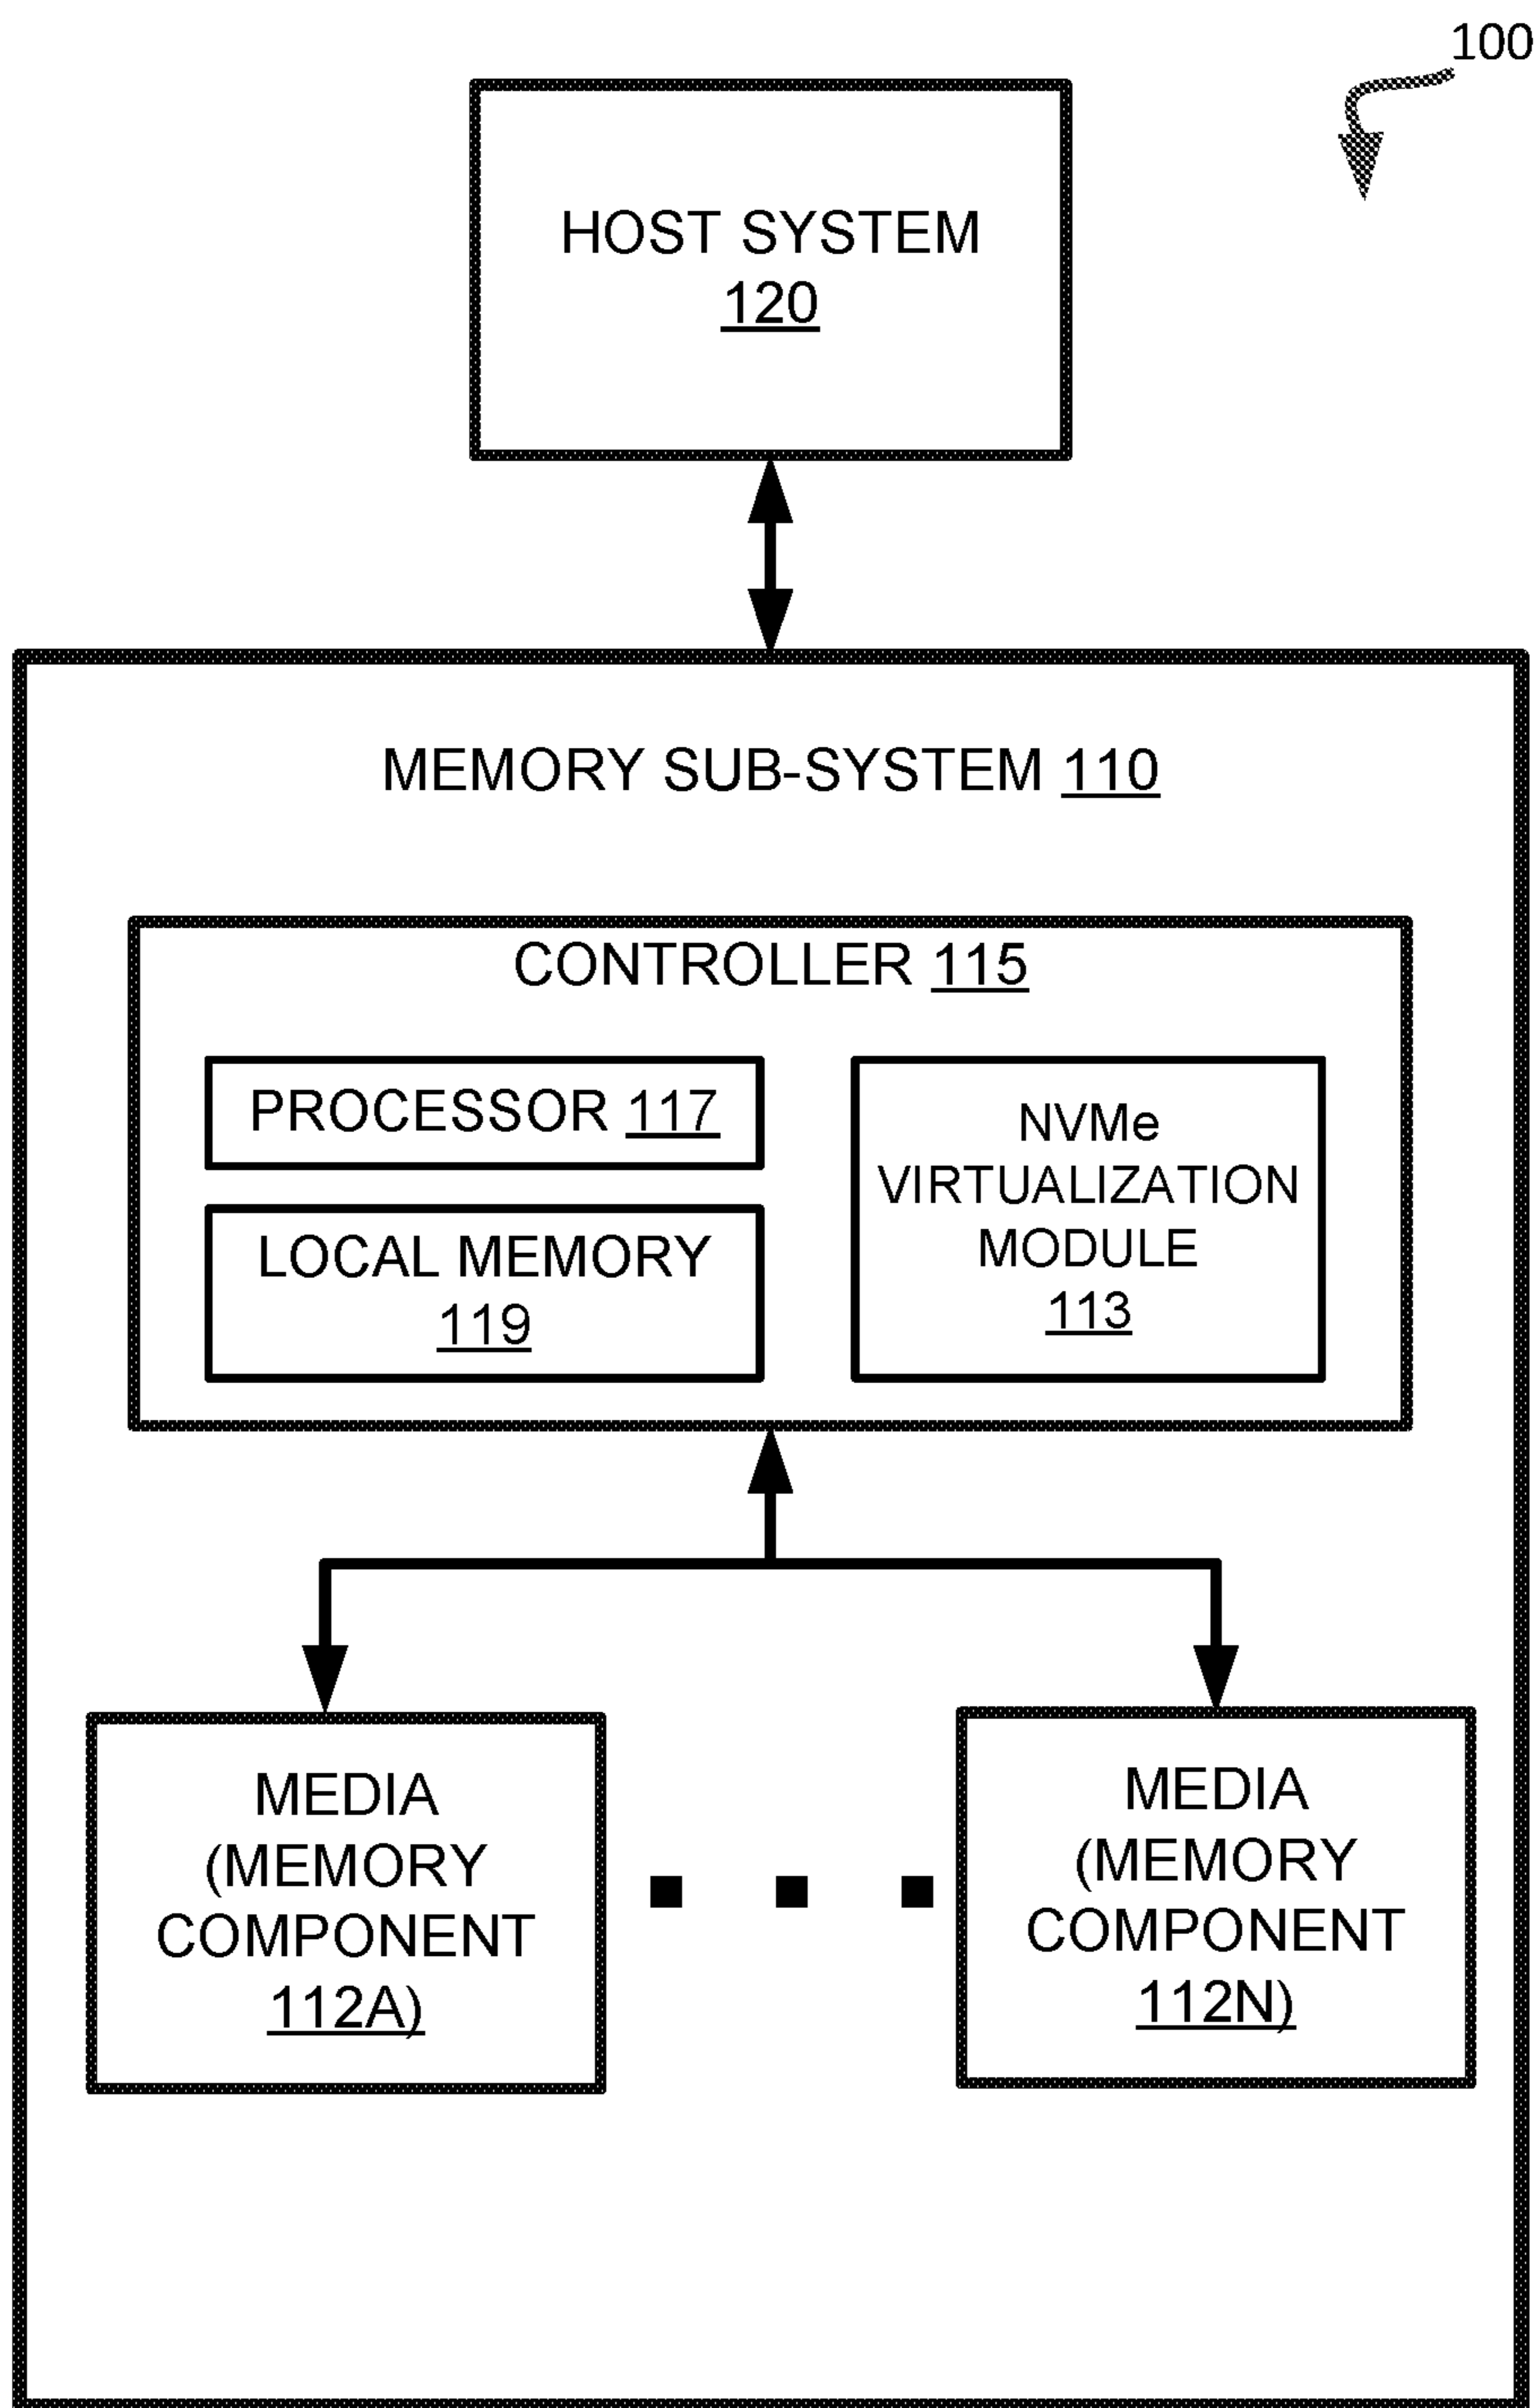 100
HOST SYSTEM
120
MEMORY SUB-SYSTEM 110
CONTROLLER 115
PROCESSOR 117
LOCAL MEMORY
119
NVMe
VIRTUALIZATION
MODULE
113
MEDIA
(MEMORY
COMPONENT
112A)
MEDIA
(MEMORY
COMPONENT
112N)